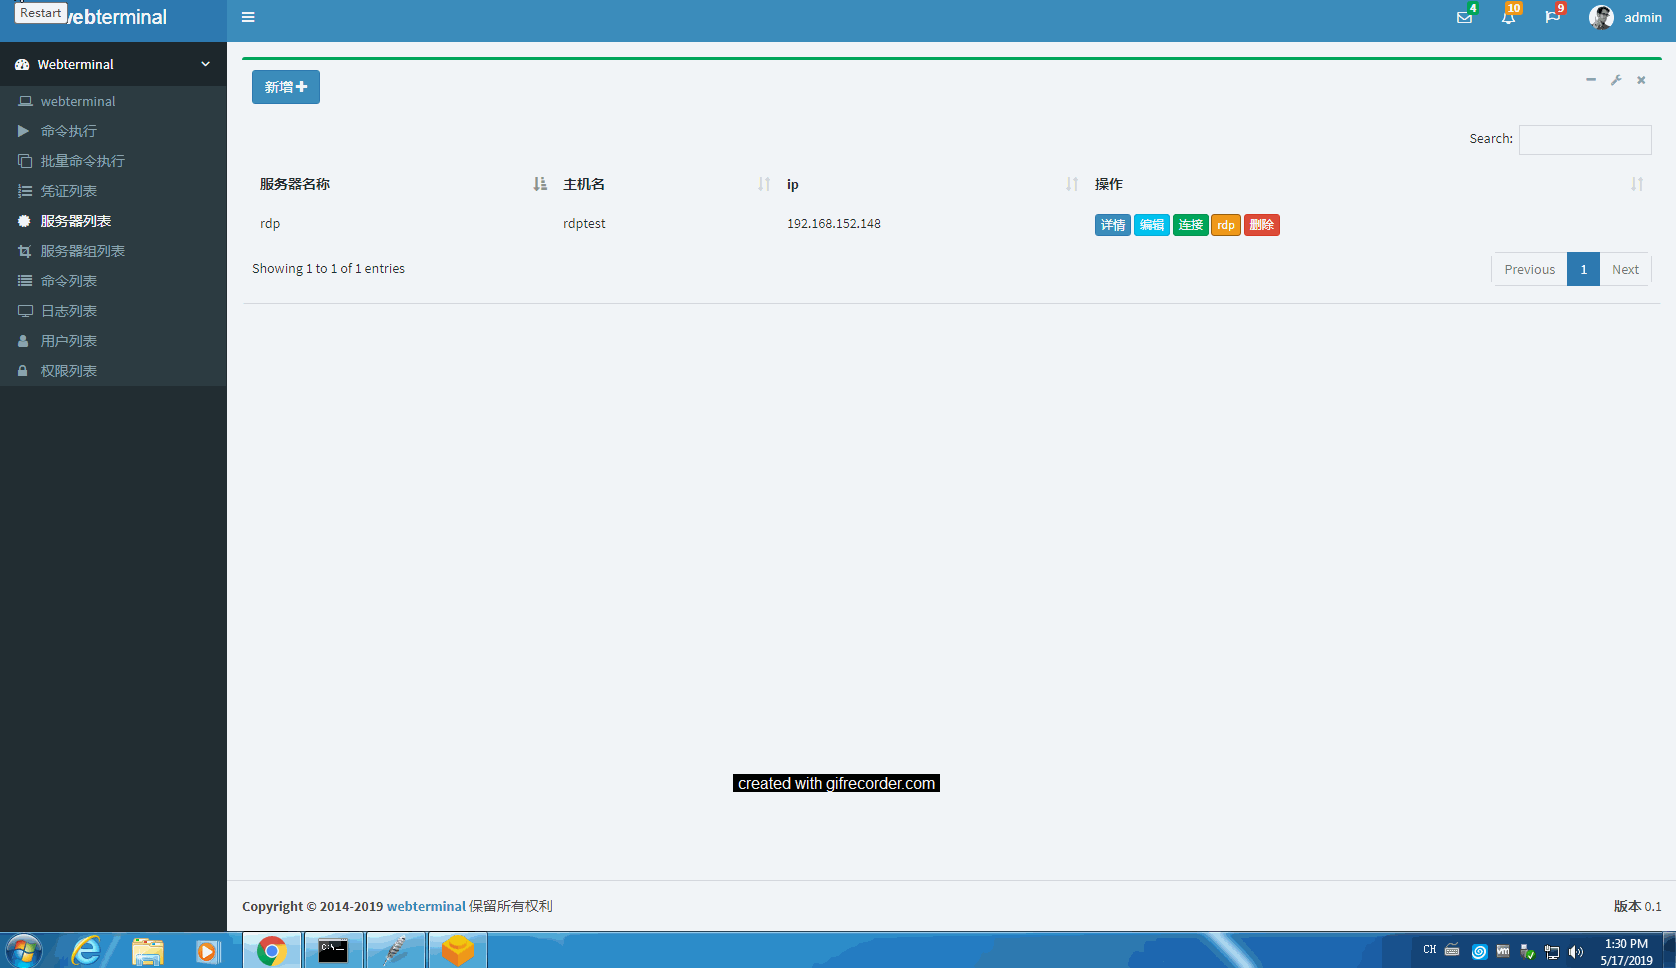 Restart
webterminal
4
10
9
admin
Webterminal
webterminal
命令执行
批量命令执行
凭证列表
服务器列表
服务器组列表
命令列表
日志列表
用户列表
权限列表
新增
Search:
服务器名称 主机名 ip 操作
rdp rdptest 192.168.152.148 详情 编辑 连接 rdp 删除
Showing 1 to 1 of 1 entries
Previous 1 Next
created with gifrecorder.com
Copyright © 2014-2019 webterminal 保留所有权利
版本 0.1
C:\_
CH
1:30 PM
5/17/2019